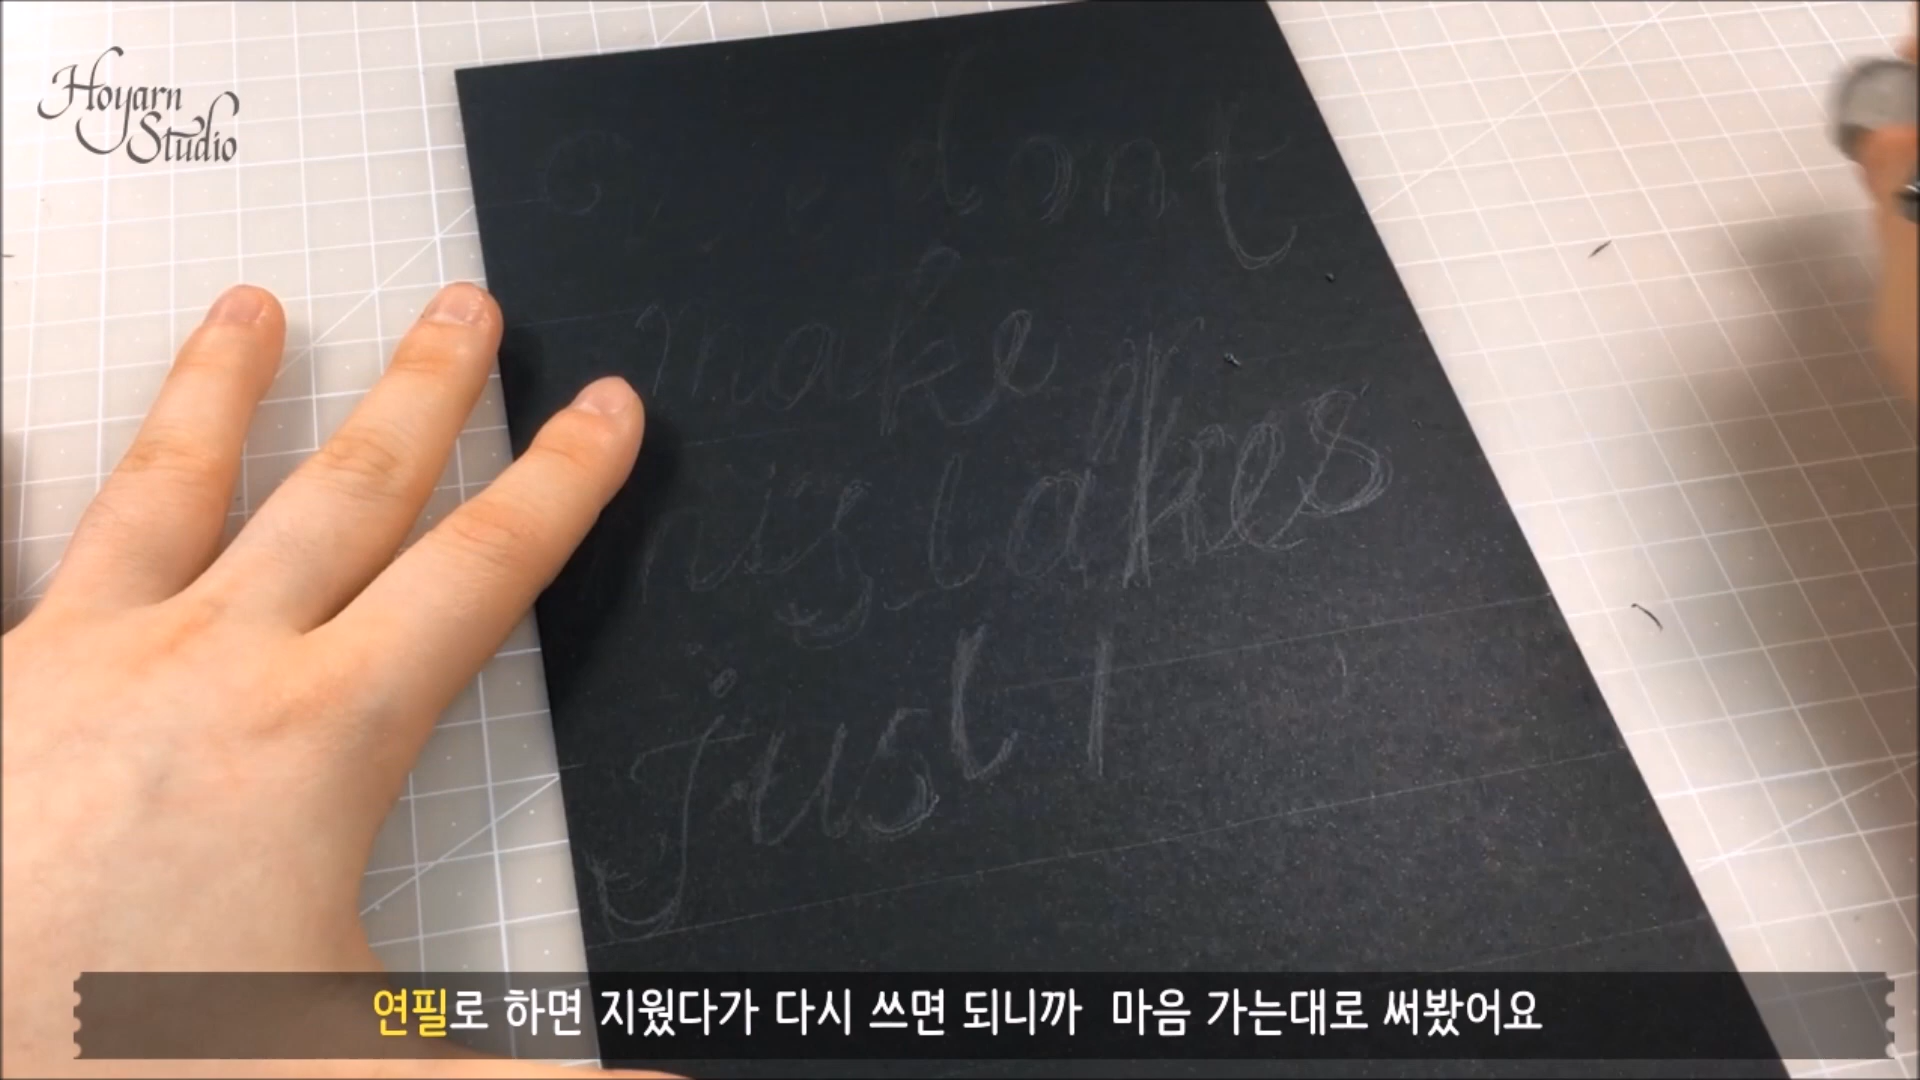 Hoyarn
Studio
dont
make
mistakes
just
연필로 하면 지웠다가 다시 쓰면 되니까 마음 가는대로 써봤어요